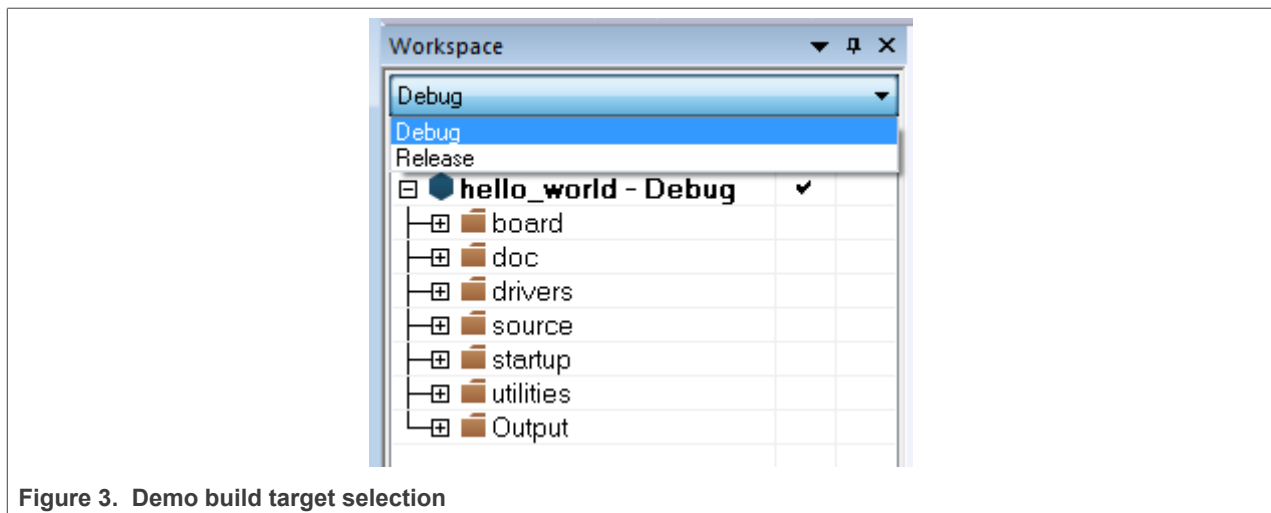 Workspace
Debug
Debug
Release
hello_world - Debug
board
doc
drivers
source
startup
utilities
Output
Figure 3. Demo build target selection